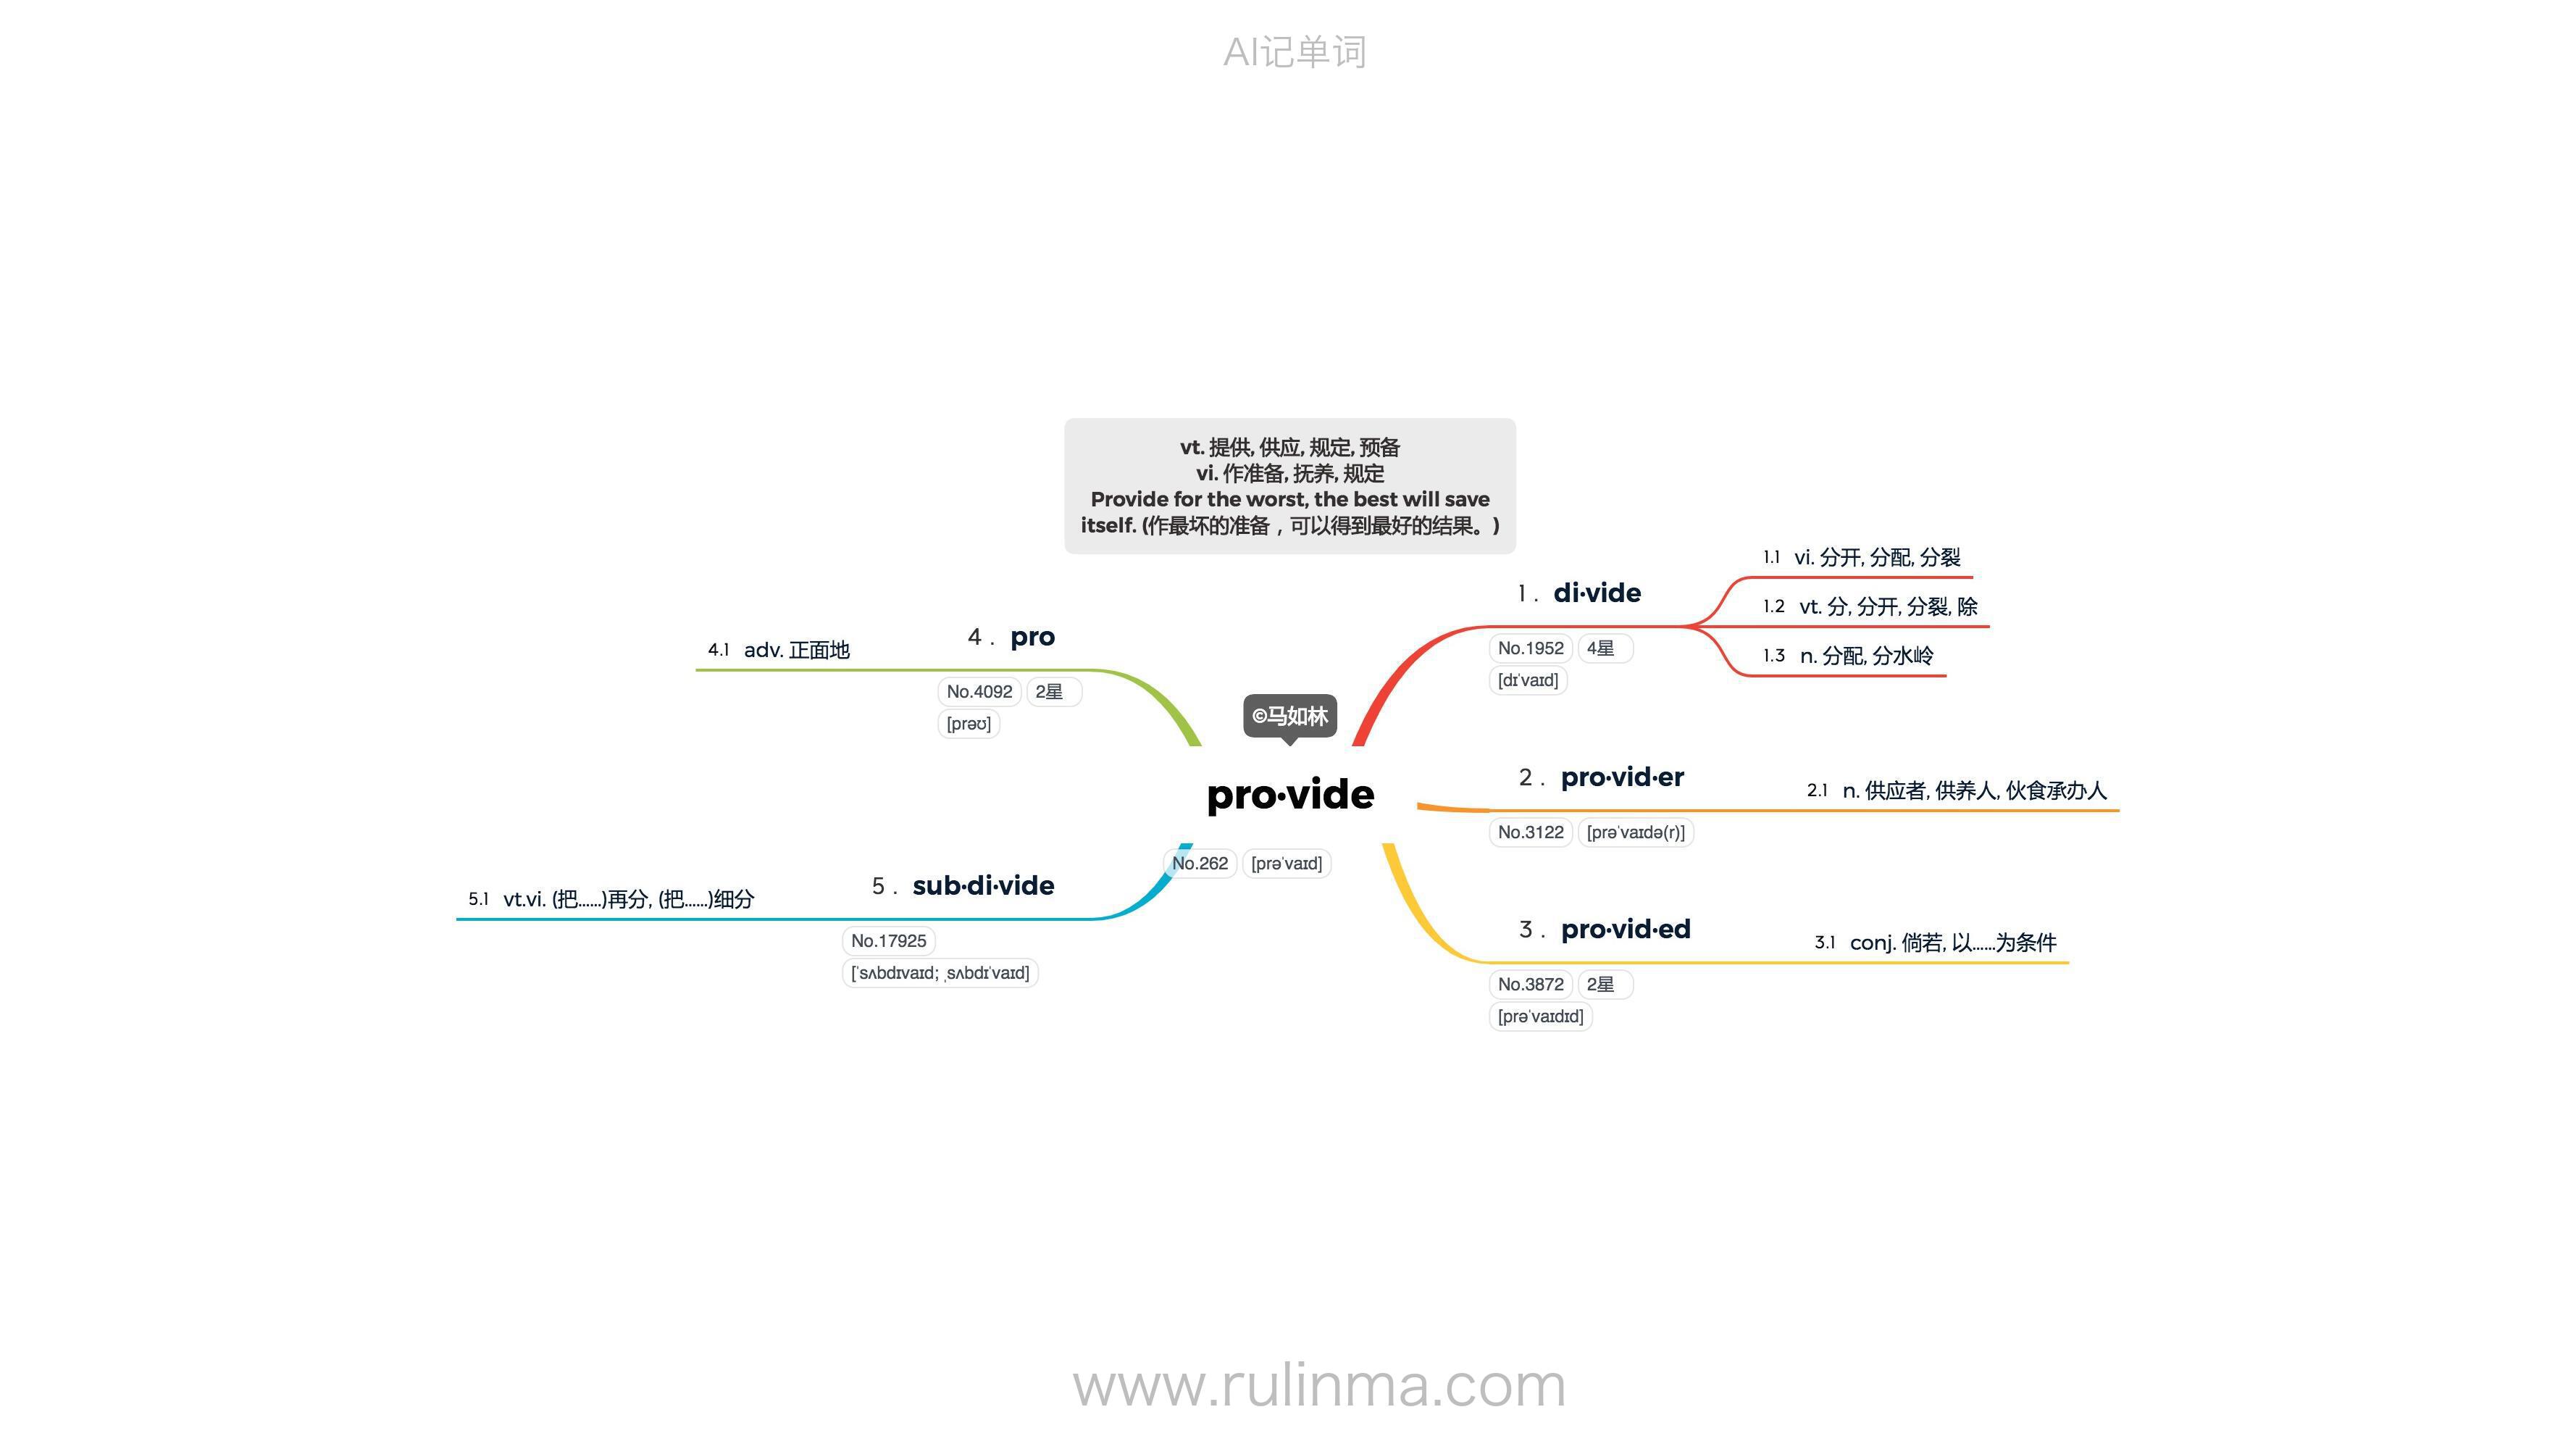 AI记单词
vt. 提供, 供应, 规定, 预备
vi. 作准备, 抚养, 规定
Provide for the worst, the best will save
itself. (作最坏的准备，可以得到最好的结果。)
©马如林
pro·vide
No.262 [prəˈvaɪd]
1 . di·vide
No.1952 4星
[dɪˈvaɪd]
1.1 vi. 分开, 分配, 分裂
1.2 vt. 分, 分开, 分裂, 除
1.3 n. 分配, 分水岭
2 . pro·vid·er
No.3122 [prəˈvaɪdə(r)]
2.1 n. 供应者, 供养人, 伙食承办人
3 . pro·vid·ed
No.3872 2星
[prəˈvaɪdɪd]
3.1 conj. 倘若, 以......为条件
4 . pro
No.4092 2星
[prəʊ]
4.1 adv. 正面地
5 . sub·di·vide
No.17925
[ˈsʌbdɪvaɪd; ˌsʌbdɪˈvaɪd]
5.1 vt.vi. (把......)再分, (把......)细分
www.rulinma.com